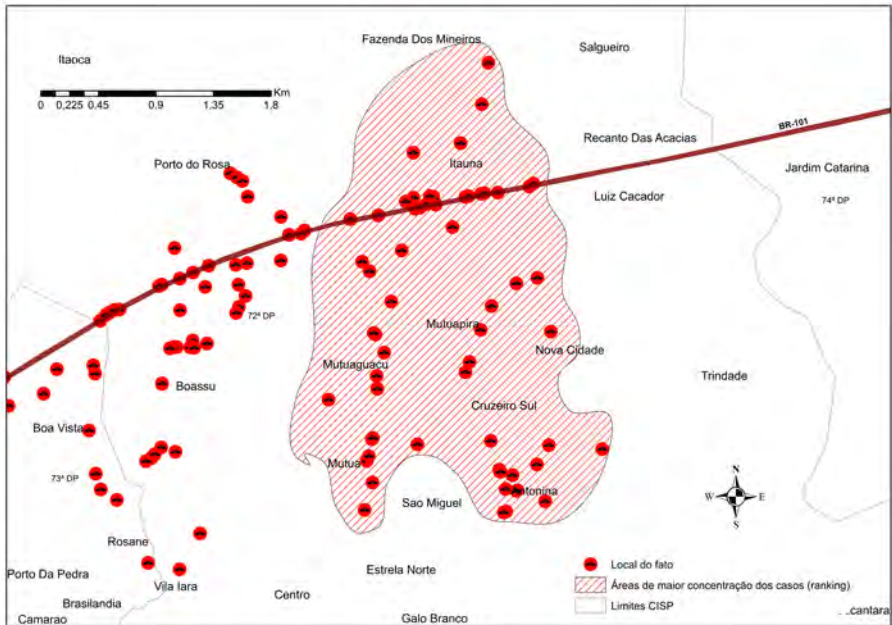 Fazenda Dos Mineiros
Salgueiro
Itaoca
Km
0 0,225 0.45 0.9 1.35 1.8
BR-101
Recanto Das Acacias
Porto do Rosa
Itauna
Jardim Catarina
Luiz Cacador
74ª DP
72ª DP
Mutuapira
Nova Cidade
Mutuaguacu
Trindade
Boassu
Cruzeiro Sul
Boa Vista
Mutua
73ª DP
Antonina
N
W E
S
Sao Miguel
Rosane
Local do fato
Estrela Norte
Porto Da Pedra
Vila Iara
Áreas de maior concentração dos casos (ranking)
Centro
Brasilandia
Limites CISP
Camarao
Galo Branco
cantara